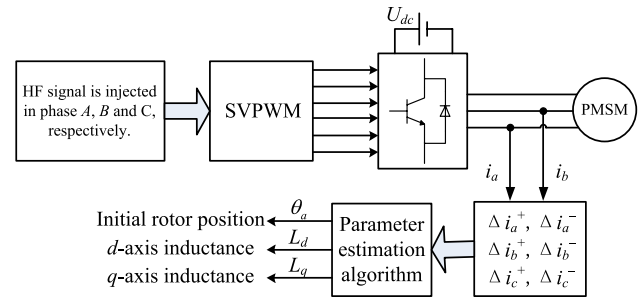 U_dc
HF signal is injected
in phase A, B and C,
respectively.
SVPWM
PMSM
i_a
i_b
Δ i_a^+, Δ i_a^-
Δ i_b^+, Δ i_b^-
Δ i_c^+, Δ i_c^-
Parameter
estimation
algorithm
θ_a
L_d
L_q
Initial rotor position
d-axis inductance
q-axis inductance